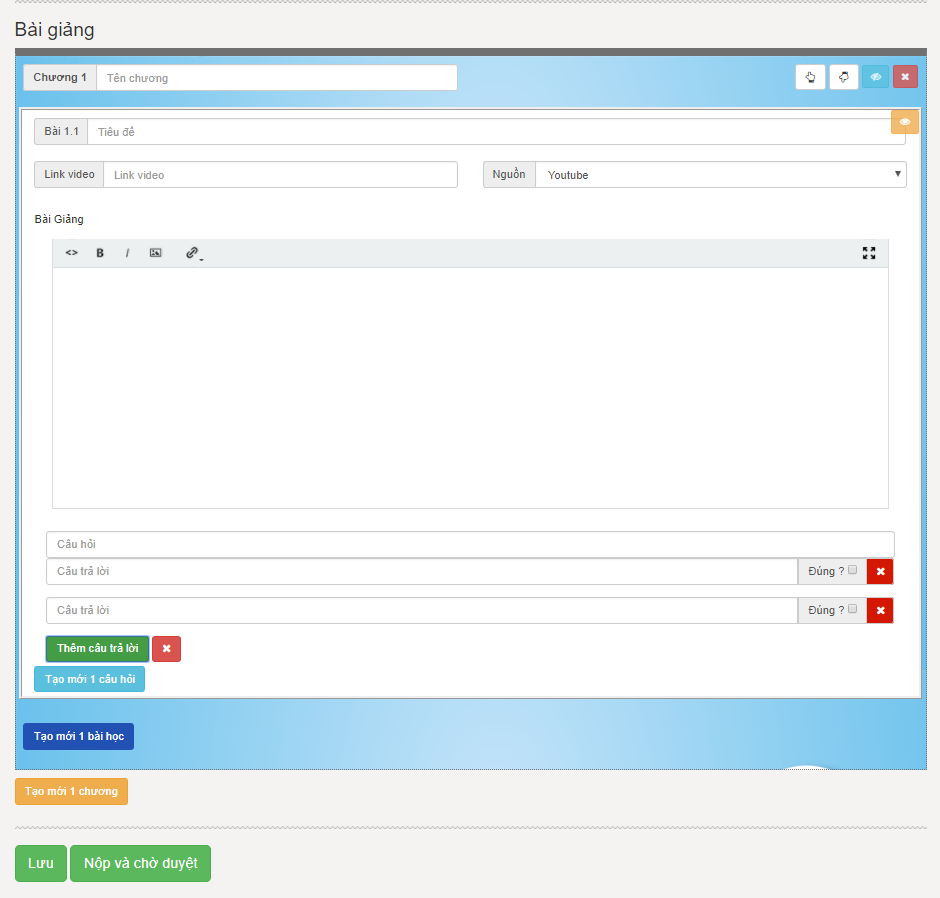 Bài giảng
Chương 1 Tên chương
Bài 1.1 Tiêu đề
Link video Link video Nguồn Youtube
Bài Giảng
<> B I
Câu hỏi
Câu trả lời Đúng ?
Câu trả lời Đúng ?
Thêm câu trả lời
Tạo mới 1 câu hỏi
Tạo mới 1 bài học
Tạo mới 1 chương
Lưu Nộp và chờ duyệt